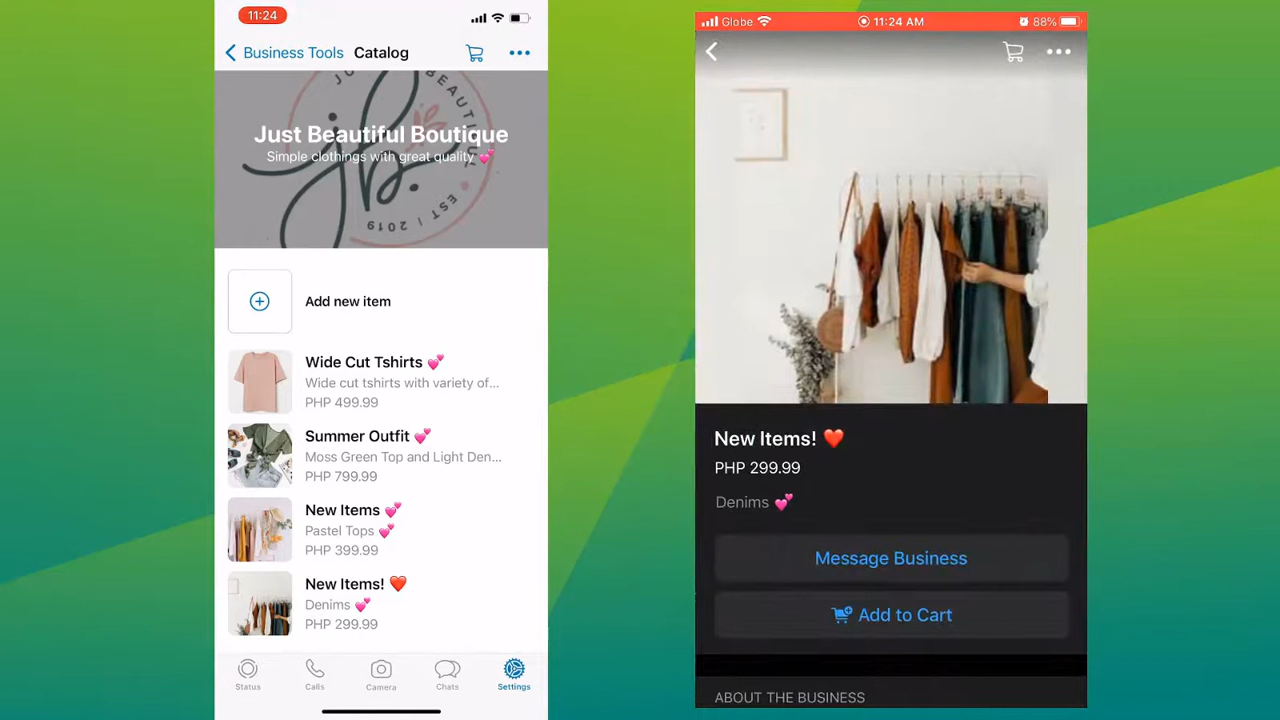 11:24
Business Tools
Catalog
Just Beautiful Boutique
Simple clothings with great quality 💕
jb
EST | 2019
Add new item
Wide Cut Tshirts 💕
Wide cut tshirts with variety of...
PHP 499.99
Summer Outfit 💕
Moss Green Top and Light Den...
PHP 799.99
New Items 💕
Pastel Tops 💕
PHP 399.99
New Items! ❤️
Denims 💕
PHP 299.99
Status
Calls
Camera
Chats
Settings
Globe
11:24 AM
88%
New Items! ❤️
PHP 299.99
Denims 💕
Message Business
Add to Cart
ABOUT THE BUSINESS